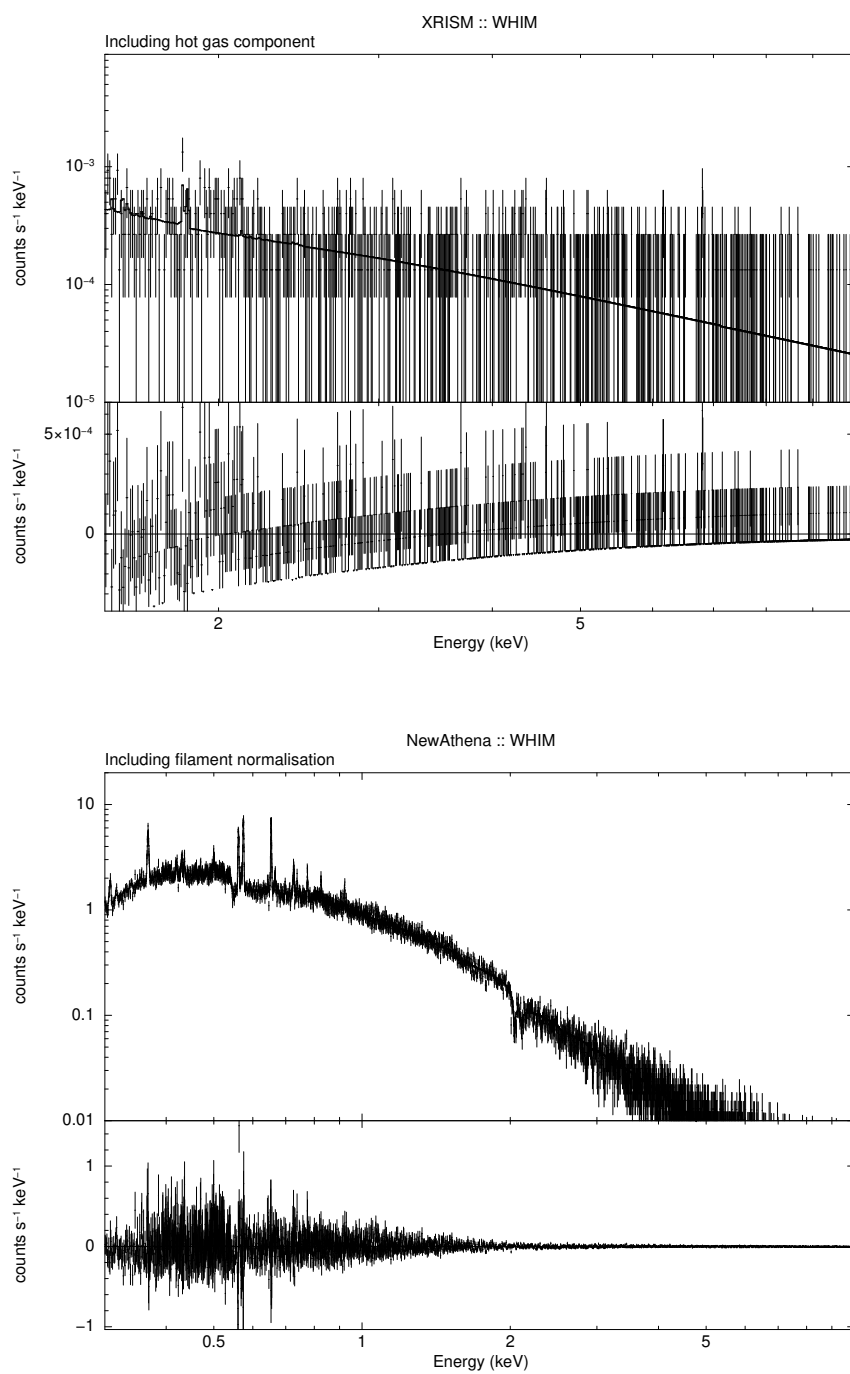 XRISM :: WHIM
Including hot gas component
counts s⁻¹ keV⁻¹
10⁻³
10⁻⁴
10⁻⁵
counts s⁻¹ keV⁻¹
5×10⁻⁴
0
2 5
Energy (keV)
NewAthena :: WHIM
Including filament normalisation
counts s⁻¹ keV⁻¹
10
1
0.1
0.01
counts s⁻¹ keV⁻¹
1
0
−1
0.5 1 2 5
Energy (keV)